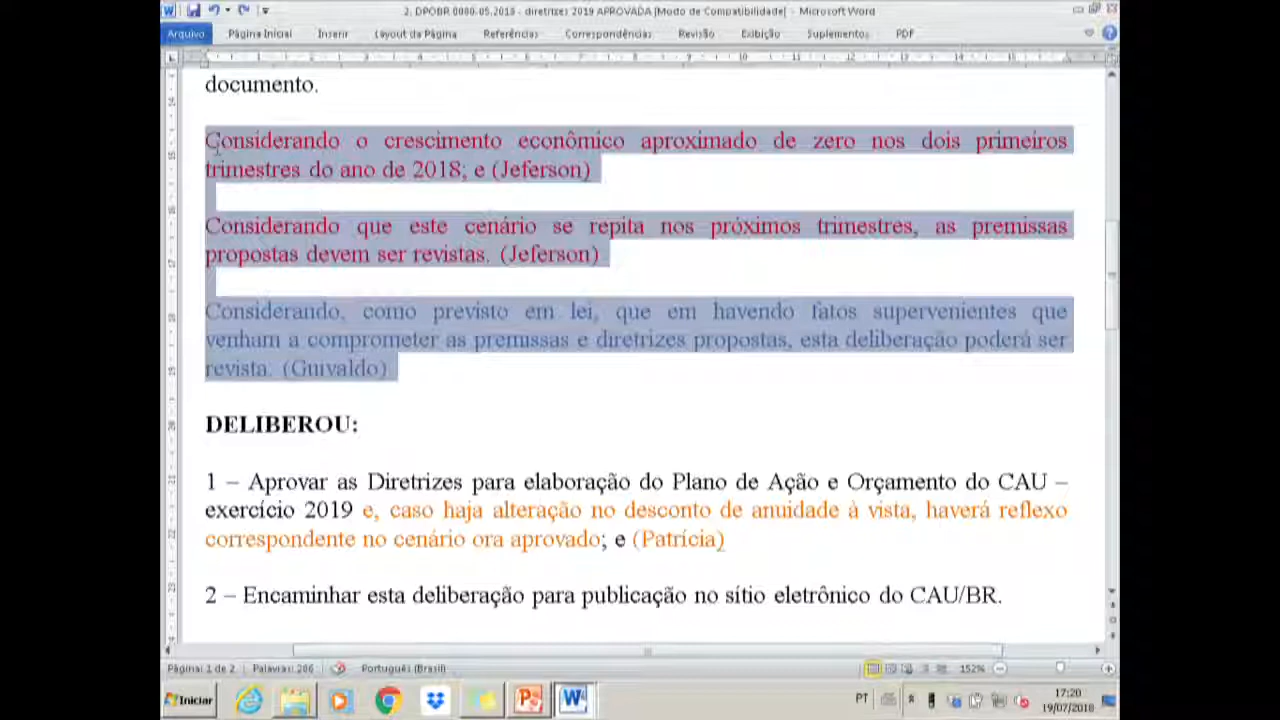 2. DPOBR 0080-05.2018 - diretrizes 2019 APROVADA [Modo de Compatibilidade] - Microsoft Word
Arquivo Página Inicial Inserir Layout da Página Referências Correspondências Revisão Exibição Suplementos PDF
documento.
Considerando o crescimento econômico aproximado de zero nos dois primeiros
trimestres do ano de 2018; e (Jeferson)
Considerando que este cenário se repita nos próximos trimestres, as premissas
propostas devem ser revistas. (Jeferson)
Considerando, como previsto em lei, que em havendo fatos supervenientes que
venham a comprometer as premissas e diretrizes propostas, esta deliberação poderá ser
revista. (Guivaldo)
DELIBEROU:
1 – Aprovar as Diretrizes para elaboração do Plano de Ação e Orçamento do CAU –
exercício 2019 e, caso haja alteração no desconto de anuidade à vista, haverá reflexo
correspondente no cenário ora aprovado; e (Patrícia)
2 – Encaminhar esta deliberação para publicação no sítio eletrônico do CAU/BR.
Página: 1 de 2 Palavras: 286 Português (Brasil) 152%
Iniciar PT 17:20
19/07/2018